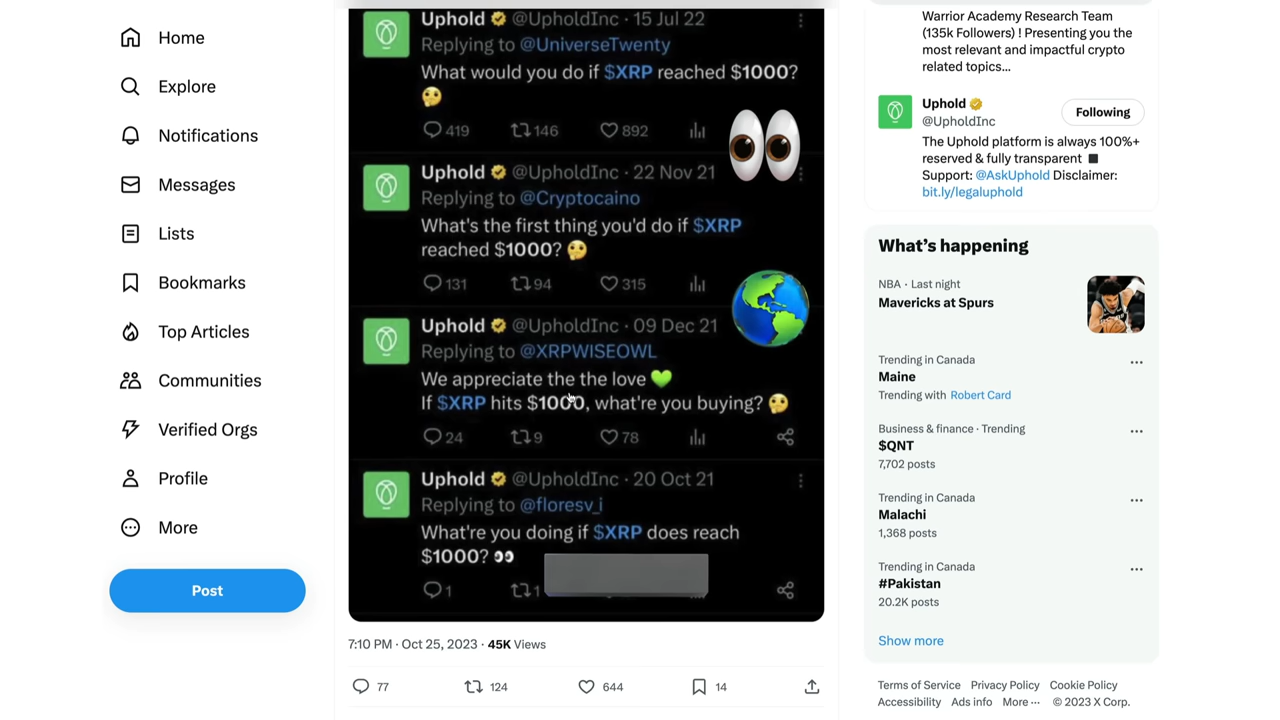 Home
Explore
Notifications
Messages
Lists
Bookmarks
Top Articles
Communities
Verified Orgs
Profile
More
Post
Uphold @UpholdInc · 15 Jul 22
Replying to @UniverseTwenty
What would you do if $XRP reached $1000?
🤔
419 146 892
Uphold @UpholdInc · 22 Nov 21
Replying to @Cryptocaino
What's the first thing you'd do if $XRP
reached $1000? 🤔
131 94 315
Uphold @UpholdInc · 09 Dec 21
Replying to @XRPWISEOWL
We appreciate the the love 💚
If $XRP hits $1000, what're you buying? 🤔
24 9 78
Uphold @UpholdInc · 20 Oct 21
Replying to @floresv_i
What're you doing if $XRP does reach
$1000? 👀
1 1
7:10 PM · Oct 25, 2023 · 45K Views
77 124 644 14
Warrior Academy Research Team
(135k Followers) ! Presenting you the
most relevant and impactful crypto
related topics...
Uphold
@UpholdInc
Following
The Uphold platform is always 100%+
reserved & fully transparent ◼
Support: @AskUphold Disclaimer:
bit.ly/legaluphold
What's happening
NBA · Last night
Mavericks at Spurs
Trending in Canada
Maine
Trending with Robert Card
Business & finance · Trending
$QNT
7,702 posts
Trending in Canada
Malachi
1,368 posts
Trending in Canada
#Pakistan
20.2K posts
Show more
Terms of Service Privacy Policy Cookie Policy
Accessibility Ads info More ··· © 2023 X Corp.